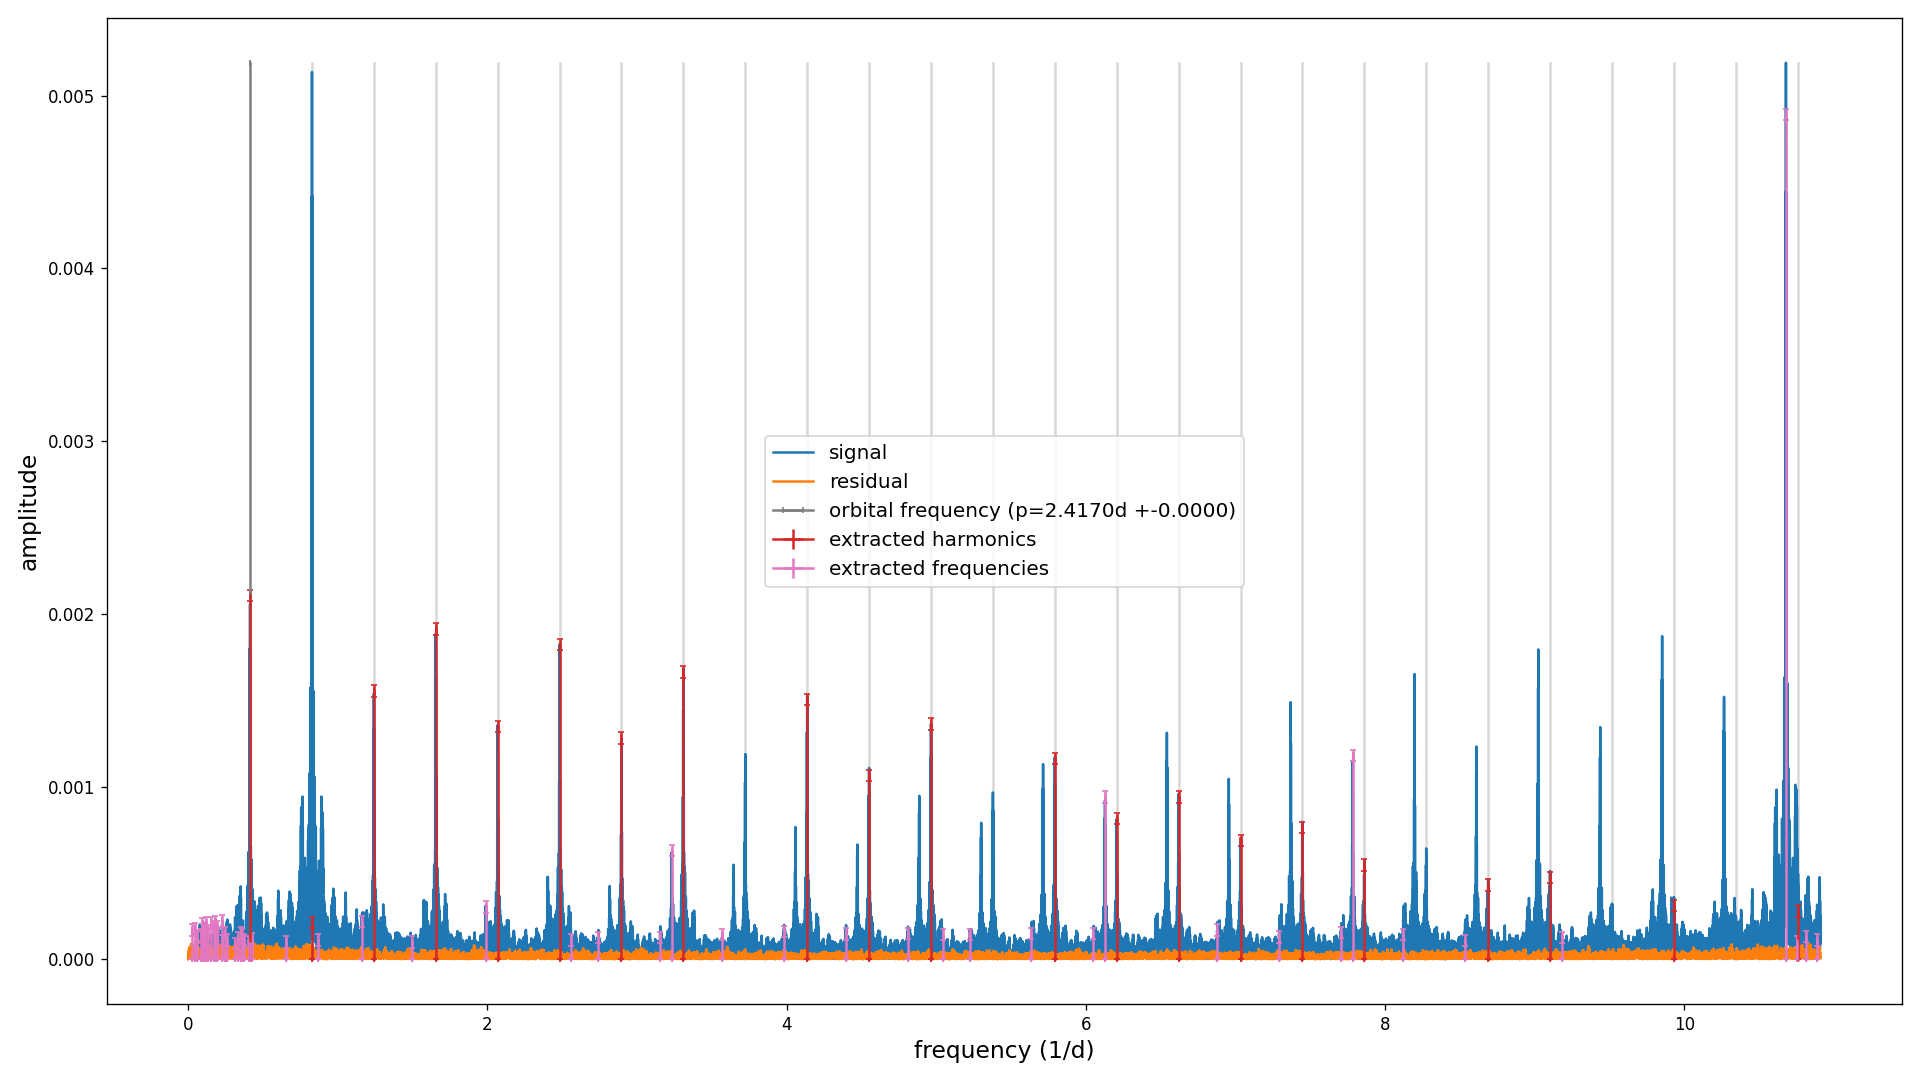 0.005
0.004
0.003
0.002
0.001
0.000
amplitude
signal
residual
orbital frequency (p=2.4170d +-0.0000)
extracted harmonics
extracted frequencies
0 2 4 6 8 10
frequency (1/d)